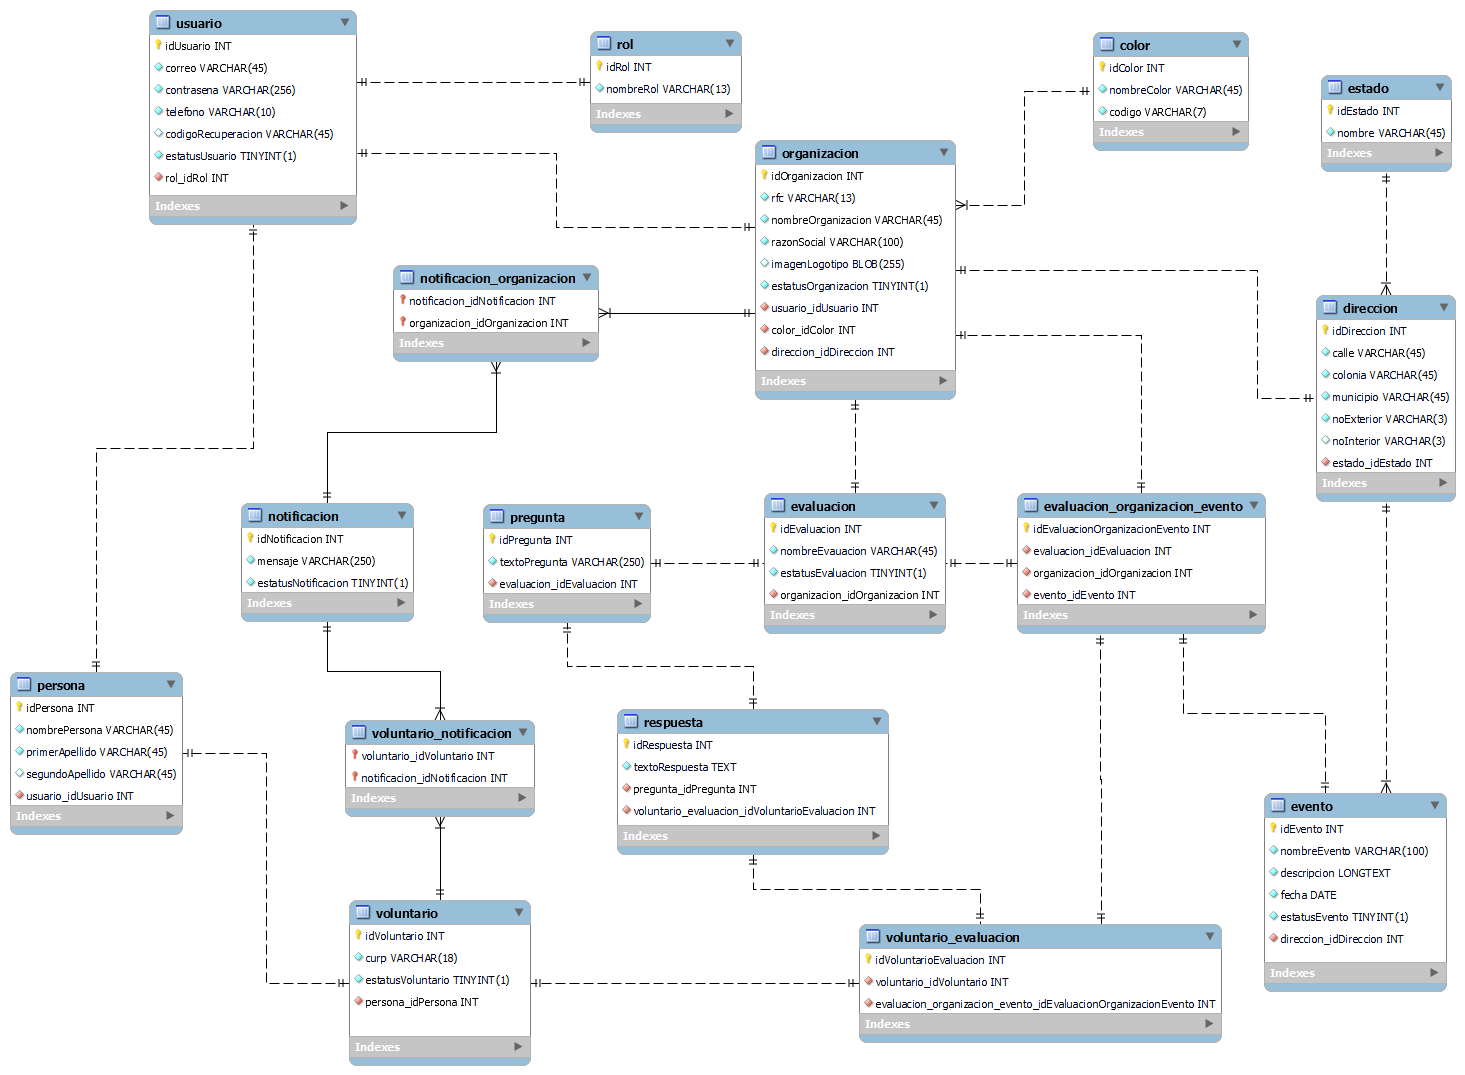 usuario
idUsuario INT
correo VARCHAR(45)
contrasena VARCHAR(256)
telefono VARCHAR(10)
codigoRecuperacion VARCHAR(45)
estatusUsuario TINYINT(1)
rol_idRol INT
Indexes
rol
idRol INT
nombreRol VARCHAR(13)
Indexes
color
idColor INT
nombreColor VARCHAR(45)
codigo VARCHAR(7)
Indexes
estado
idEstado INT
nombre VARCHAR(45)
Indexes
organizacion
idOrganizacion INT
rfc VARCHAR(13)
nombreOrganizacion VARCHAR(45)
razonSocial VARCHAR(100)
imagenLogotipo BLOB(255)
estatusOrganizacion TINYINT(1)
usuario_idUsuario INT
color_idColor INT
direccion_idDireccion INT
Indexes
notificacion_organizacion
notificacion_idNotificacion INT
organizacion_idOrganizacion INT
Indexes
direccion
idDireccion INT
calle VARCHAR(45)
colonia VARCHAR(45)
municipio VARCHAR(45)
noExterior VARCHAR(3)
noInterior VARCHAR(3)
estado_idEstado INT
Indexes
notificacion
idNotificacion INT
mensaje VARCHAR(250)
estatusNotificacion TINYINT(1)
Indexes
pregunta
idPregunta INT
textoPregunta VARCHAR(250)
evaluacion_idEvaluacion INT
Indexes
evaluacion
idEvaluacion INT
nombreEvauacion VARCHAR(45)
estatusEvaluacion TINYINT(1)
organizacion_idOrganizacion INT
Indexes
evaluacion_organizacion_evento
idEvaluacionOrganizacionEvento INT
evaluacion_idEvaluacion INT
organizacion_idOrganizacion INT
evento_idEvento INT
Indexes
persona
idPersona INT
nombrePersona VARCHAR(45)
primerApellido VARCHAR(45)
segundoApellido VARCHAR(45)
usuario_idUsuario INT
Indexes
voluntario_notificacion
voluntario_idVoluntario INT
notificacion_idNotificacion INT
Indexes
respuesta
idRespuesta INT
textoRespuesta TEXT
pregunta_idPregunta INT
voluntario_evaluacion_idVoluntarioEvaluacion INT
Indexes
evento
idEvento INT
nombreEvento VARCHAR(100)
descripcion LONGTEXT
fecha DATE
estatusEvento TINYINT(1)
direccion_idDireccion INT
Indexes
voluntario
idVoluntario INT
curp VARCHAR(18)
estatusVoluntario TINYINT(1)
persona_idPersona INT
Indexes
voluntario_evaluacion
idVoluntarioEvaluacion INT
voluntario_idVoluntario INT
evaluacion_organizacion_evento_idEvaluacionOrganizacionEvento INT
Indexes